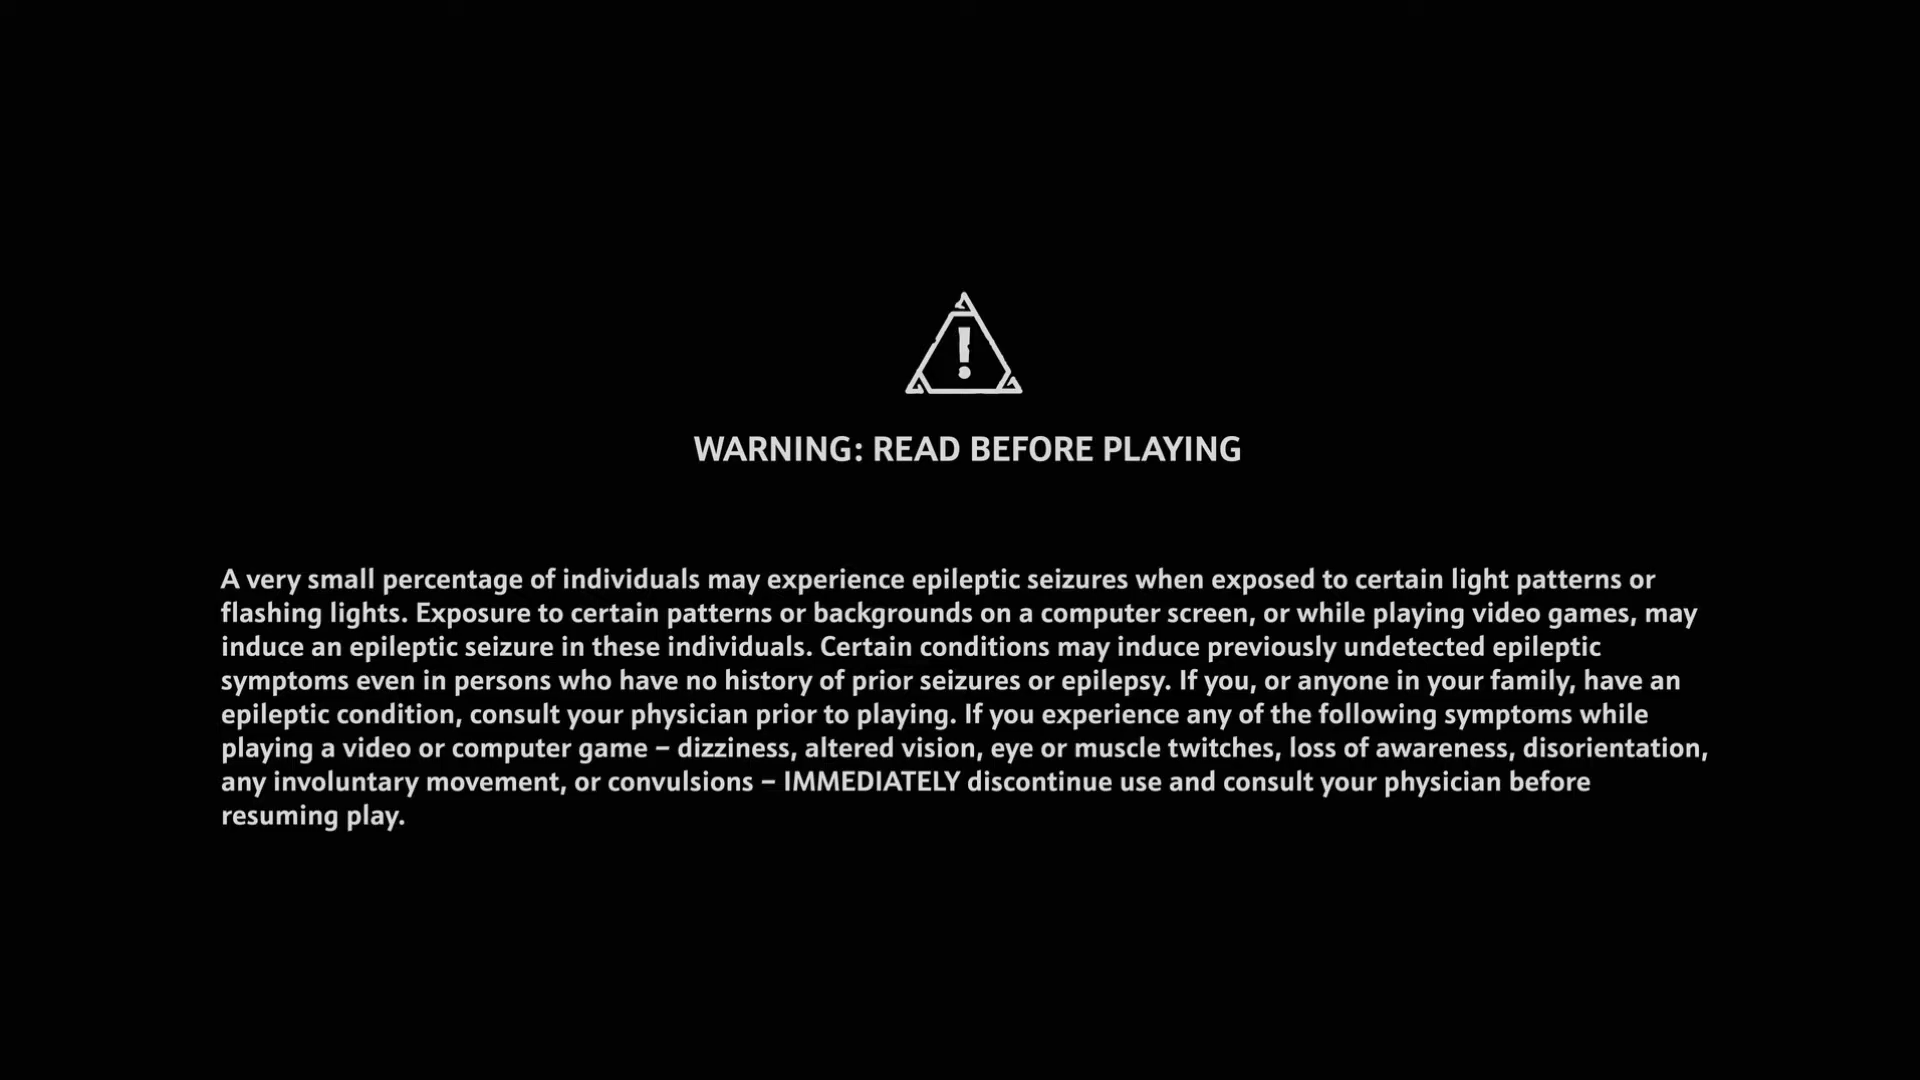 WARNING: READ BEFORE PLAYING
A very small percentage of individuals may experience epileptic seizures when exposed to certain light patterns or
flashing lights. Exposure to certain patterns or backgrounds on a computer screen, or while playing video games, may
induce an epileptic seizure in these individuals. Certain conditions may induce previously undetected epileptic
symptoms even in persons who have no history of prior seizures or epilepsy. If you, or anyone in your family, have an
epileptic condition, consult your physician prior to playing. If you experience any of the following symptoms while
playing a video or computer game – dizziness, altered vision, eye or muscle twitches, loss of awareness, disorientation,
any involuntary movement, or convulsions – IMMEDIATELY discontinue use and consult your physician before
resuming play.